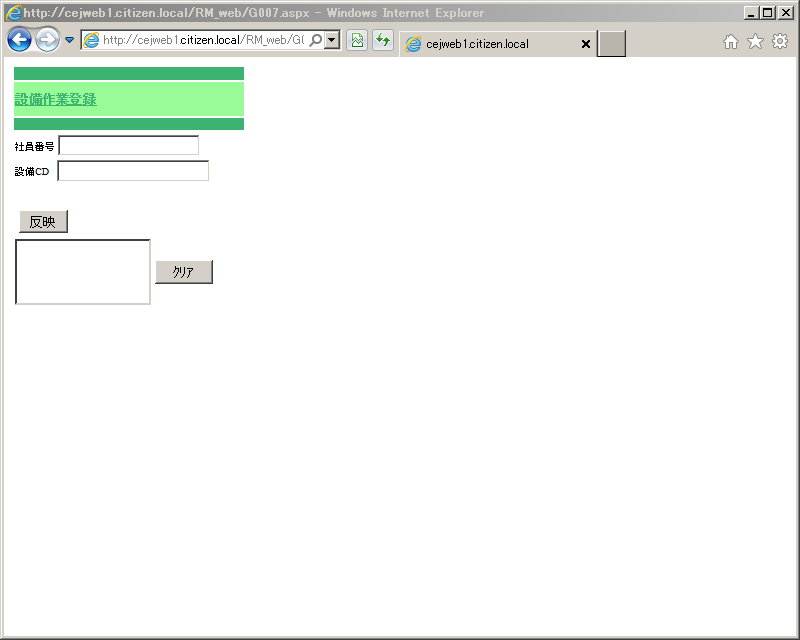 http://cejweb1.citizen.local/RM_web/G007.aspx - Windows Internet Explorer
http://cejweb1.citizen.local/RM_web/G(
cejweb1.citizen.local
設備作業登録
社員番号
設備CD
反映
クリア